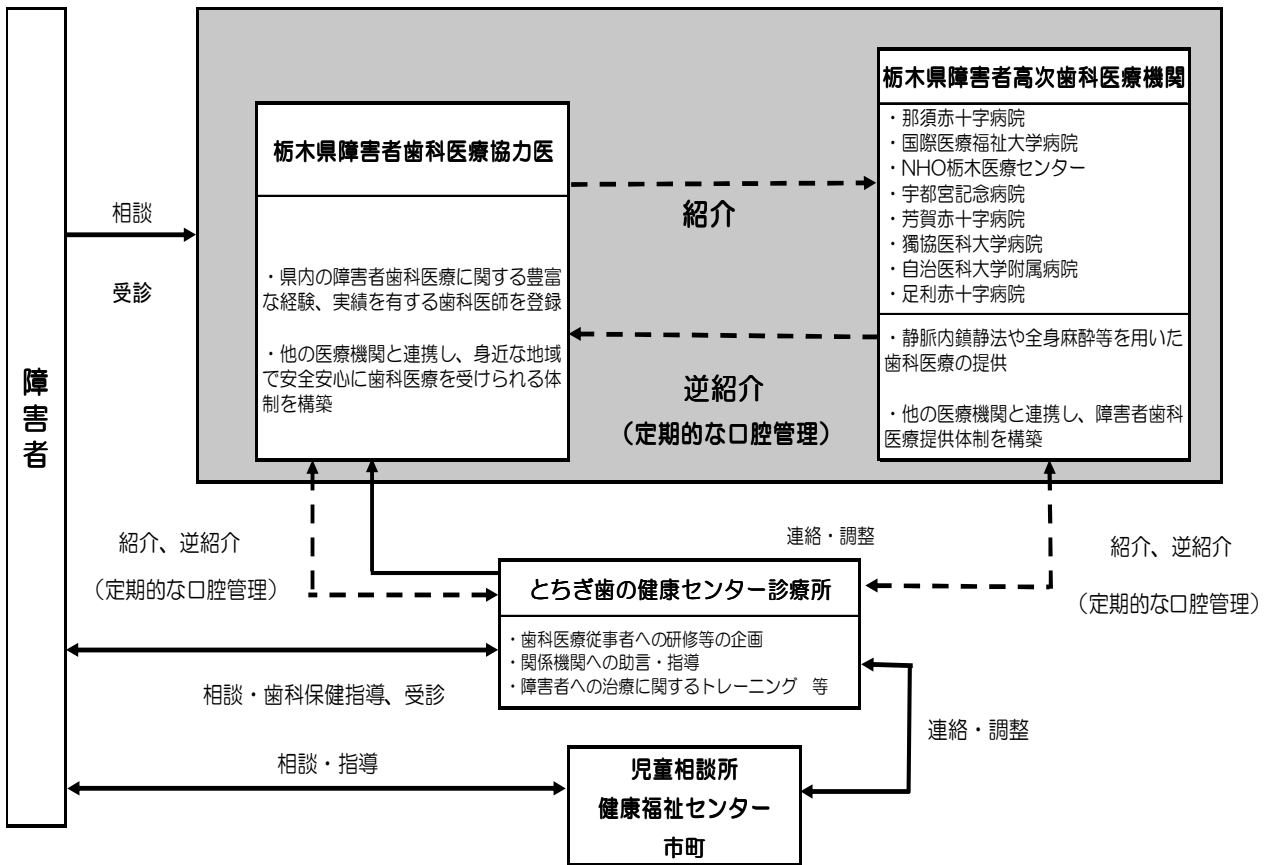 障害者
相談
受診
栃木県障害者歯科医療協力医
・県内の障害者歯科医療に関する豊富
な経験、実績を有する歯科医師を登録
・他の医療機関と連携し、身近な地域
で安全安心に歯科医療を受けられる体
制を構築
紹介
逆紹介
（定期的な口腔管理）
栃木県障害者高次歯科医療機関
・那須赤十字病院
・国際医療福祉大学病院
・NHO栃木医療センター
・宇都宮記念病院
・芳賀赤十字病院
・獨協医科大学病院
・自治医科大学附属病院
・足利赤十字病院
・静脈内鎮静法や全身麻酔等を用いた
歯科医療の提供
・他の医療機関と連携し、障害者歯科
医療提供体制を構築
紹介、逆紹介
（定期的な口腔管理）
連絡・調整
紹介、逆紹介
（定期的な口腔管理）
とちぎ歯の健康センター診療所
・歯科医療従事者への研修等の企画
・関係機関への助言・指導
・障害者への治療に関するトレーニング　等
相談・歯科保健指導、受診
連絡・調整
相談・指導
児童相談所
健康福祉センター
市町